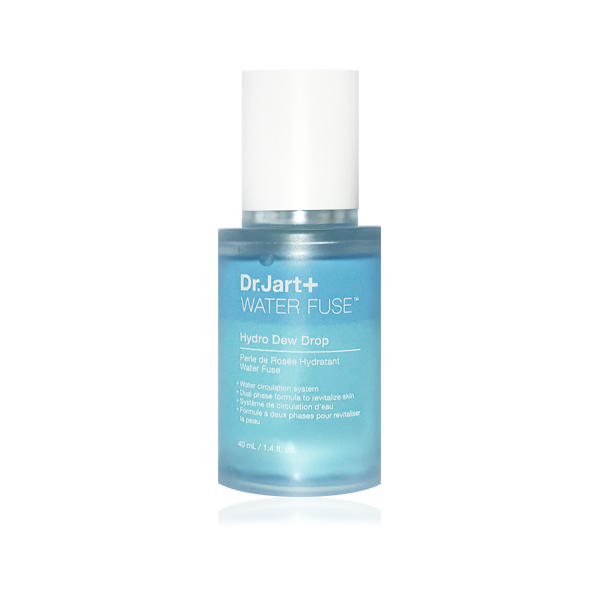 Dr.Jart+
WATER FUSE™
Hydro Dew Drop
Perle de Rosée Hydratant
Water Fuse
• Water circulation system
• Dual phase formula to revitalize skin
• Système de circulation d'eau
• Formule à deux phases pour revitaliser
la peau
40 mL / 1.4 fl. oz.